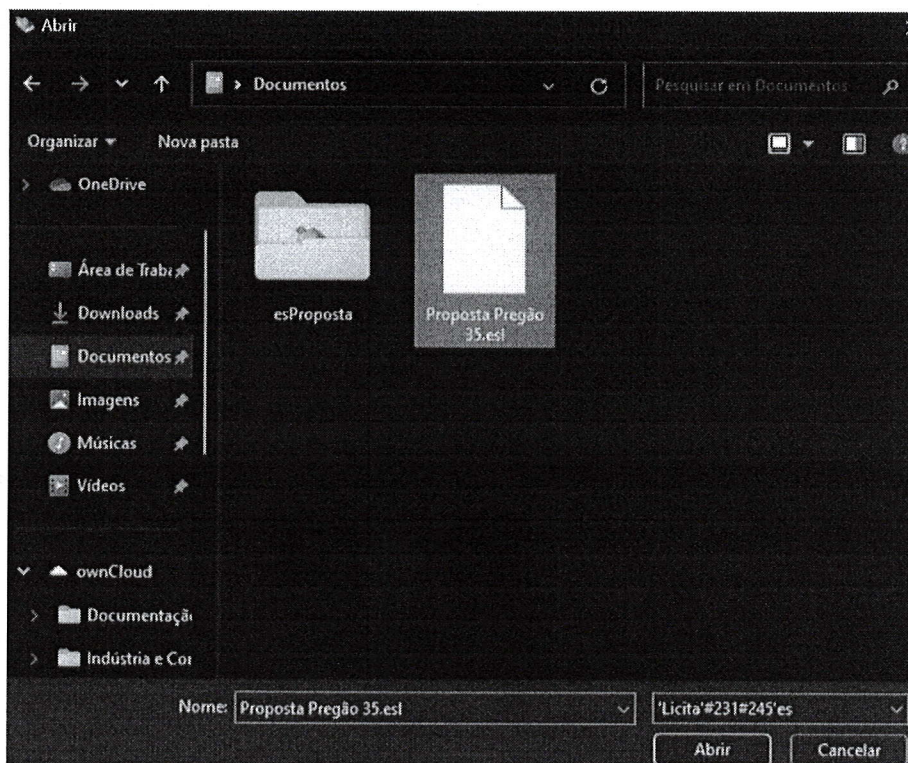 Abrir
Documentos
Pesquisar em Documentos
Organizar
Nova pasta
OneDrive
Área de Traba
Downloads
Documentos
Imagens
Músicas
Vídeos
ownCloud
Documentaçã
Indústria e Cor
esProposta
Proposta Pregão
35.esl
Nome:
Proposta Pregão 35.esl
'Licita'#231#245'es
Abrir
Cancelar